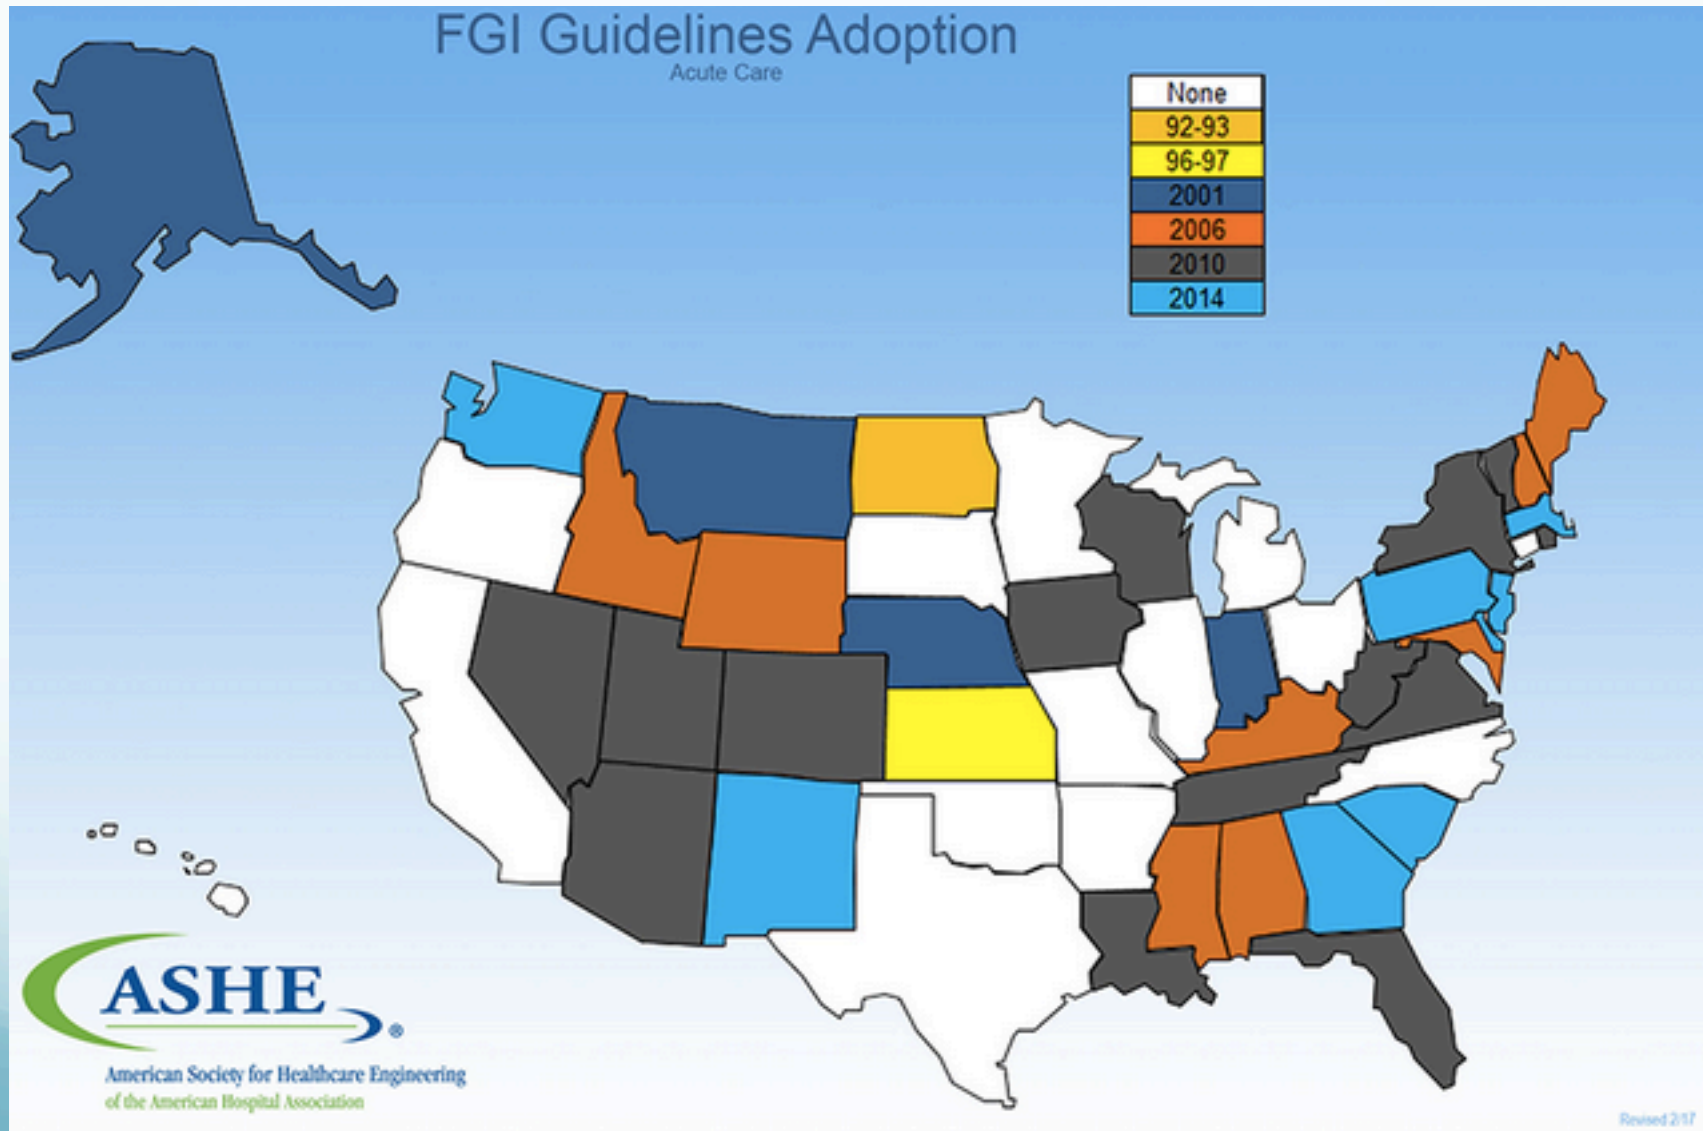 FGI Guidelines Adoption
Acute Care
None
92-93
96-97
2001
2006
2010
2014
ASHE®
American Society for Healthcare Engineering
of the American Hospital Association
Revised 2/17